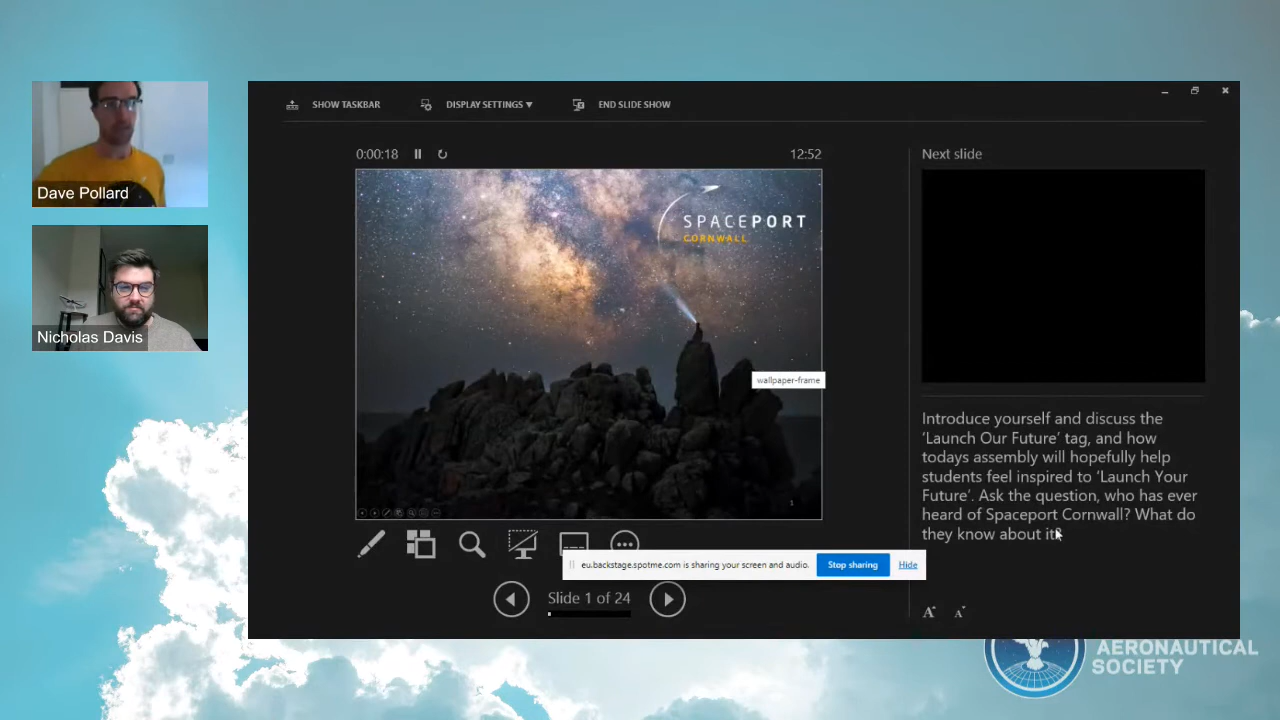 SHOW TASKBAR
DISPLAY SETTINGS ▼
END SLIDE SHOW
Dave Pollard
Nicholas Davis
0:00:18
12:52
Next slide
SPACEPORT
CORNWALL
wallpaper-frame
1
Introduce yourself and discuss the
‘Launch Our Future’ tag, and how
todays assembly will hopefully help
students feel inspired to ‘Launch Your
Future’. Ask the question, who has ever
heard of Spaceport Cornwall? What do
they know about it?
eu.backstage.spotme.com is sharing your screen and audio.
Stop sharing
Hide
Slide 1 of 24
A A
AERONAUTICAL
SOCIETY